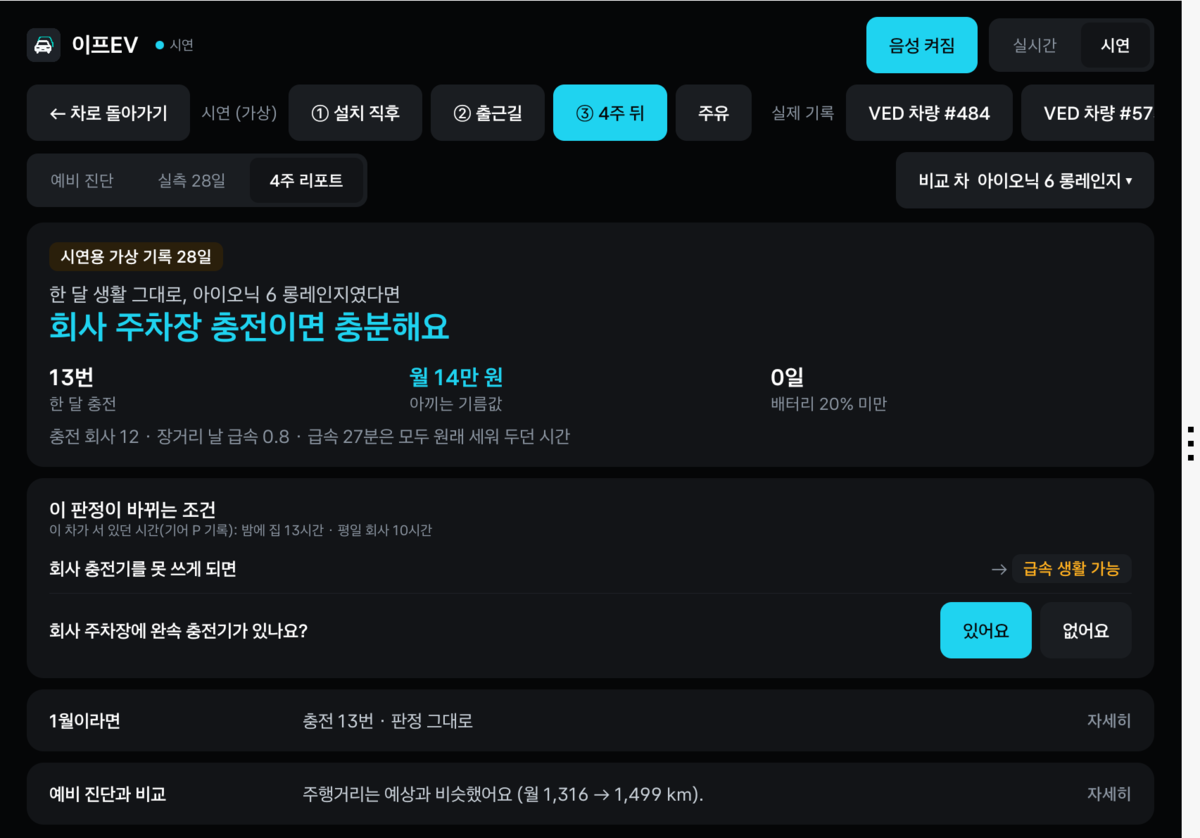 이프EV 시연 음성 켜짐 실시간 시연
← 차로 돌아가기 시연 (가상) ① 설치 직후 ② 출근길 ③ 4주 뒤 주유 실제 기록 VED 차량 #484 VED 차량 #57
예비 진단 실측 28일 4주 리포트 비교 차 아이오닉 6 롱레인지 ▾
시연용 가상 기록 28일
한 달 생활 그대로, 아이오닉 6 롱레인지였다면
회사 주차장 충전이면 충분해요
13번 월 14만 원 0일
한 달 충전 아끼는 기름값 배터리 20% 미만
충전 회사 12 · 장거리 날 급속 0.8 · 급속 27분은 모두 원래 세워 두던 시간
이 판정이 바뀌는 조건
이 차가 서 있던 시간(기어 P 기록): 밤에 집 13시간 · 평일 회사 10시간
회사 충전기를 못 쓰게 되면 → 급속 생활 가능
회사 주차장에 완속 충전기가 있나요? 있어요 없어요
1월이라면 충전 13번 · 판정 그대로 자세히
예비 진단과 비교 주행거리는 예상과 비슷했어요 (월 1,316 → 1,499 km). 자세히